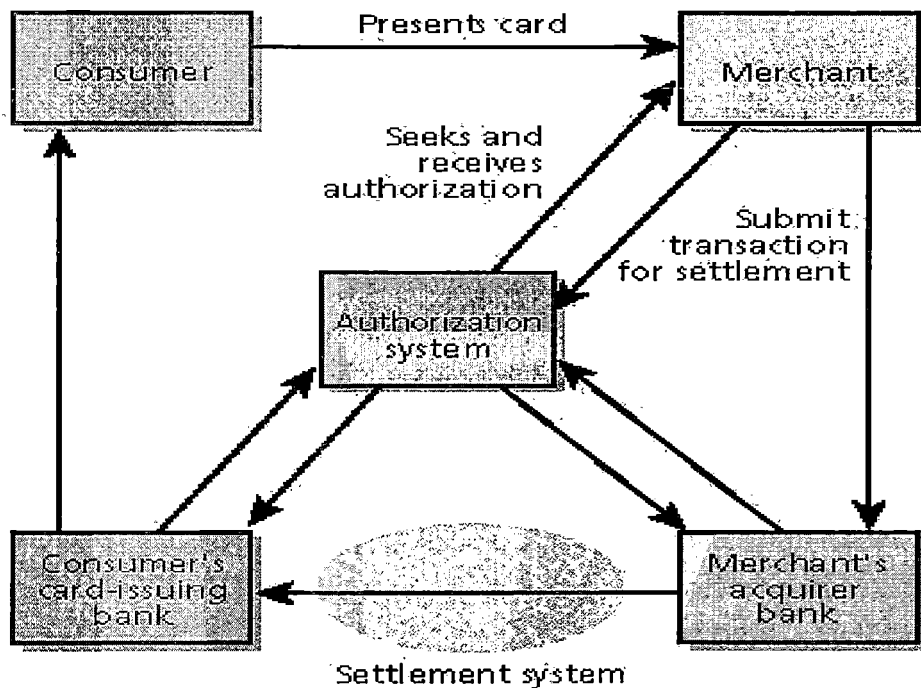 Presents card
Consumer
Merchant
Seeks and
receives
authorization
Submit
transaction
for settlement
Authorization
system
Consumer's
card-issuing
bank
Merchant's
acquirer
bank
Settlement system